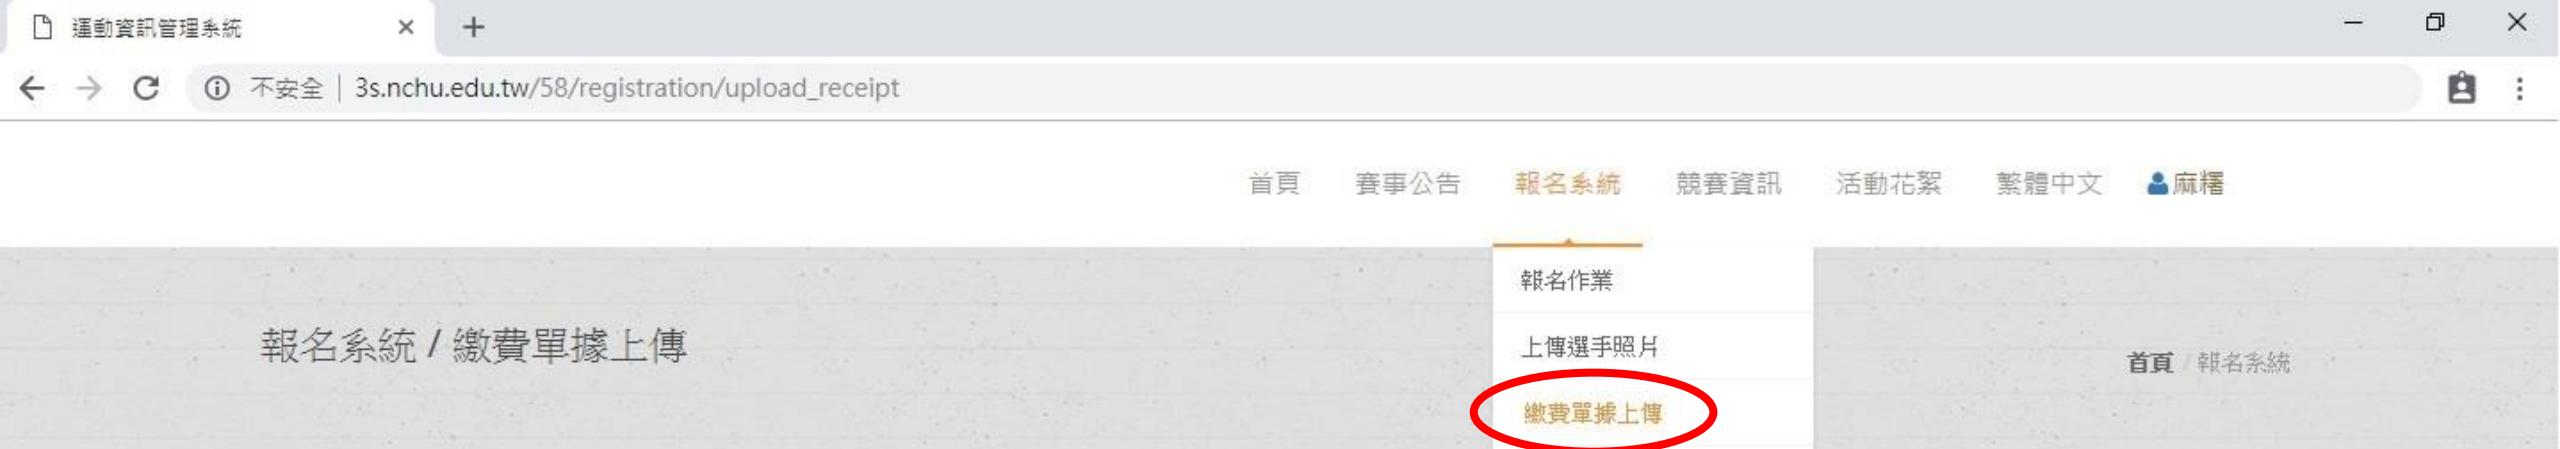 運動資訊管理系統
不安全 | 3s.nchu.edu.tw/58/registration/upload_receipt
首頁 賽事公告 報名系統 競賽資訊 活動花絮 繁體中文 麻糬
報名作業
報名系統 / 繳費單據上傳
上傳選手照片
首頁 / 報名系統
繳費單據上傳